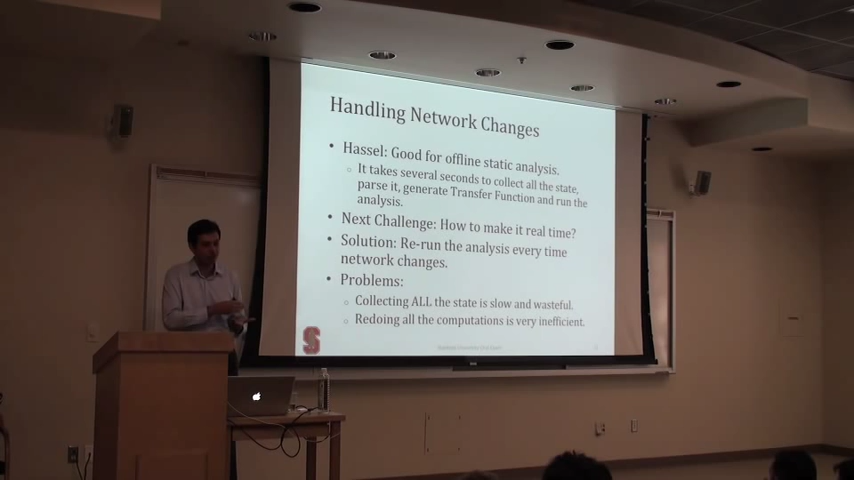 Handling Network Changes
• Hassel: Good for offline static analysis.
○ It takes several seconds to collect all the state,
parse it, generate Transfer Function and run the
analysis.
• Next Challenge: How to make it real time?
• Solution: Re-run the analysis every time
network changes.
• Problems:
○ Collecting ALL the state is slow and wasteful.
○ Redoing all the computations is very inefficient.
S